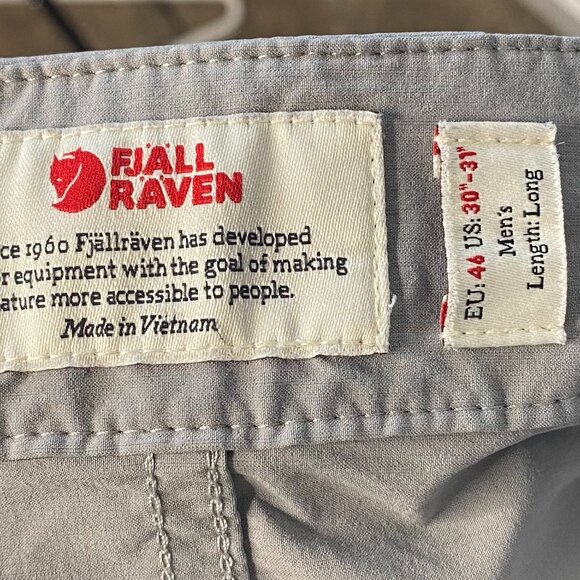 FJÄLL
RÄVEN
ce 1960 Fjällräven has developed
r equipment with the goal of making
ature more accessible to people.
Made in Vietnam
EU: 46 US: 30"-31"
Men's
Length: Long